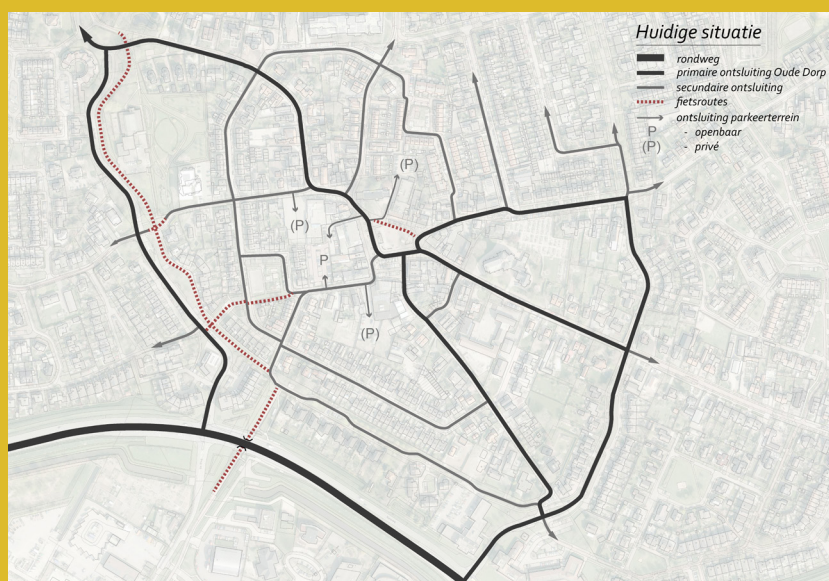 Huidige situatie
rondweg
primaire ontsluiting Oude Dorp
secundaire ontsluiting
fietsroutes
ontsluiting parkeerterrein
P - openbaar
(P) - privé
(P)
(P)
P
(P)